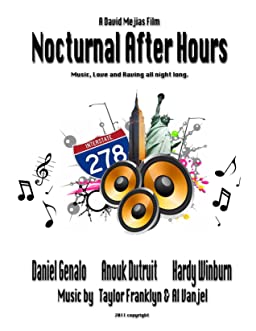 A David Mejias Film
Nocturnal After Hours
Music, Love and Raving all night long.
INTERSTATE
278
Daniel Genalo Anouk Dutruit Hardy Winburn
Music by Taylor Franklyn & Al Vanjel
2011 copyright